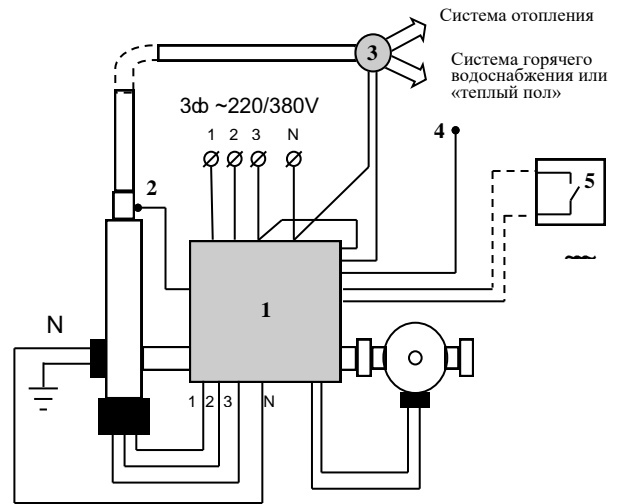 Система отопления
3
Система горячего
водоснабжения или
«теплый пол»
3ф ~220/380V
1 2 3 N
4
2
5
1
N
1 2 3 N